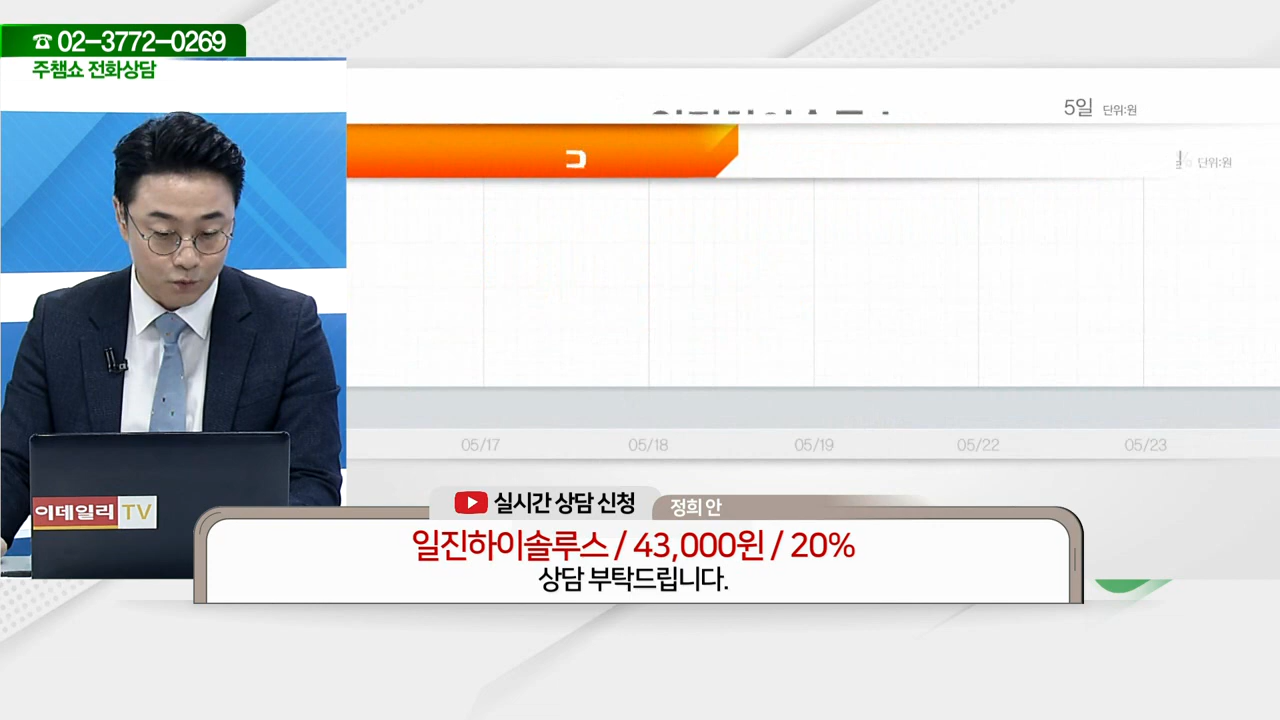 ☎ 02-3772-0269
주챔쇼 전화상담
5일 단위:원
단위:원
05/17 05/18 05/19 05/22 05/23
이데일리 TV
실시간 상담 신청 정희 안
일진하이솔루스 / 43,000원 / 20%
상담 부탁드립니다.